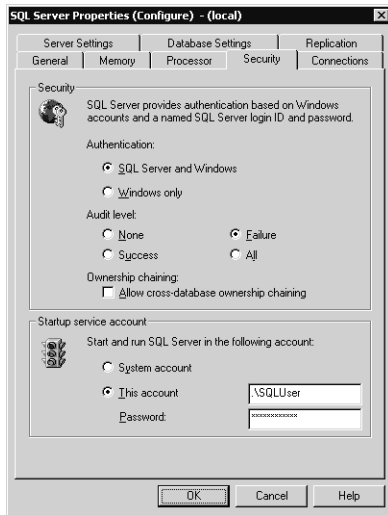 SQL Server Properties (Configure) - (local)
Server Settings Database Settings Replication
General Memory Processor Security Connections
Security
SQL Server provides authentication based on Windows
accounts and a named SQL Server login ID and password.
Authentication:
SQL Server and Windows
Windows only
Audit level:
None Failure
Success All
Ownership chaining:
Allow cross-database ownership chaining
Startup service account
Start and run SQL Server in the following account:
System account
This account .\SQLUser
Password: xxxxxxxxxxx
OK Cancel Help